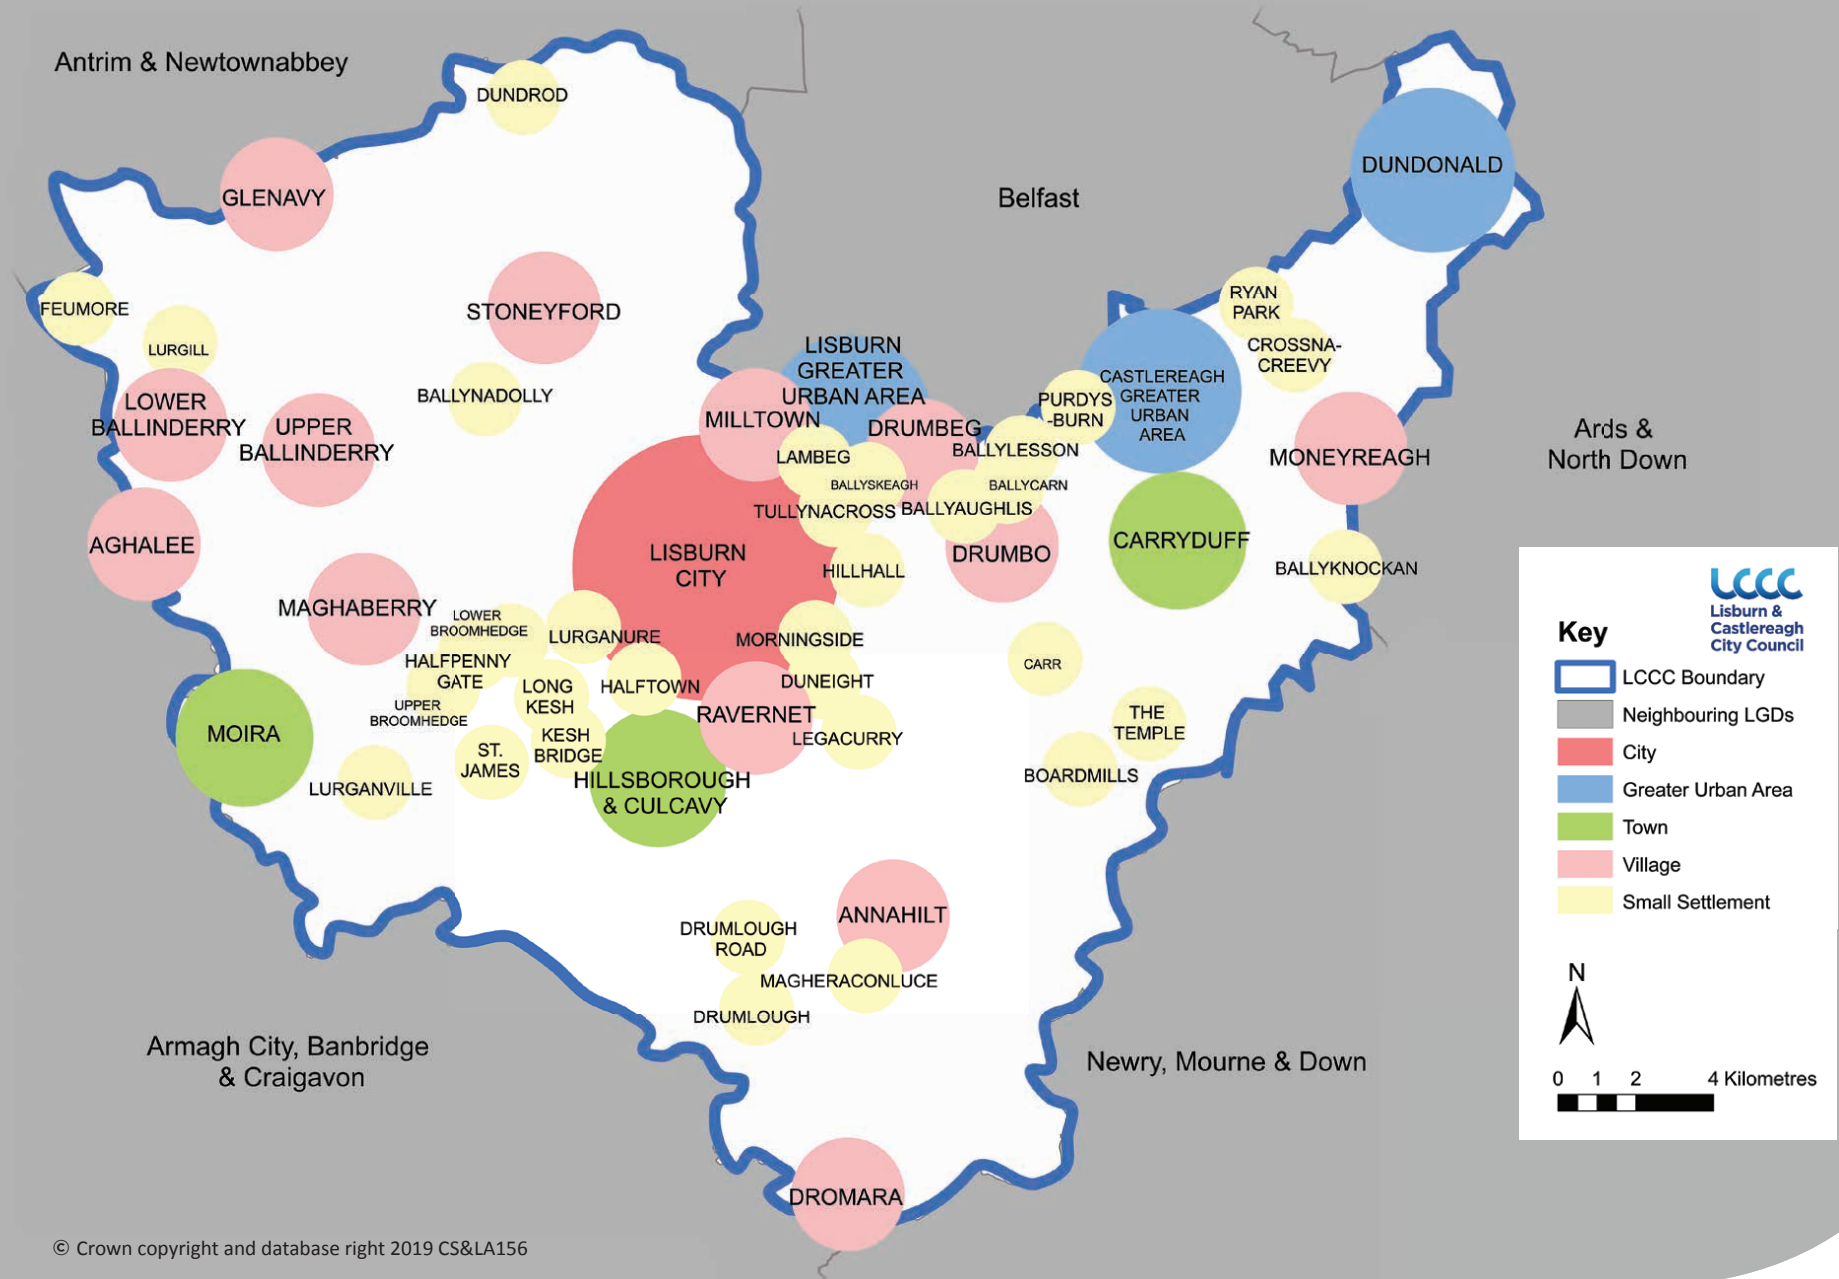 Antrim & Newtownabbey
DUNDROD
GLENAVY
Belfast
DUNDONALD
FEUMORE
LURGILL
STONEYFORD
BALLYNADOLLY
RYAN
PARK
CROSSNA-
CREEVY
LISBURN
GREATER
URBAN AREA
CASTLEREAGH
GREATER
URBAN
AREA
PURDYS
-BURN
LOWER
BALLINDERRY
UPPER
BALLINDERRY
MILLTOWN
DRUMBEG
LAMBEG
BALLYLESSON
MONEYREAGH
Ards &
North Down
BALLYSKEAGH
BALLYCARN
TULLYNACROSS
BALLYAUGHLIS
AGHALEE
LISBURN
CITY
DRUMBO
CARRYDUFF
HILLHALL
BALLYKNOCKAN
MAGHABERRY
LOWER
BROOMHEDGE
LURGANURE
MORNINGSIDE
HALFPENNY
GATE
CARR
LONG
KESH
HALFTOWN
DUNEIGHT
UPPER
BROOMHEDGE
RAVERNET
MOIRA
KESH
BRIDGE
LEGACURRY
THE
TEMPLE
ST.
JAMES
LURGANVILLE
HILLSBOROUGH
& CULCAVY
BOARDMILLS
ANNAHILT
DRUMLOUGH
ROAD
MAGHERACONLUCE
DRUMLOUGH
Armagh City, Banbridge
& Craigavon
Newry, Mourne & Down
DROMARA
LCCC
Lisburn &
Castlereagh
City Council
Key
LCCC Boundary
Neighbouring LGDs
City
Greater Urban Area
Town
Village
Small Settlement
N
0 1 2 4 Kilometres
© Crown copyright and database right 2019 CS&LA156